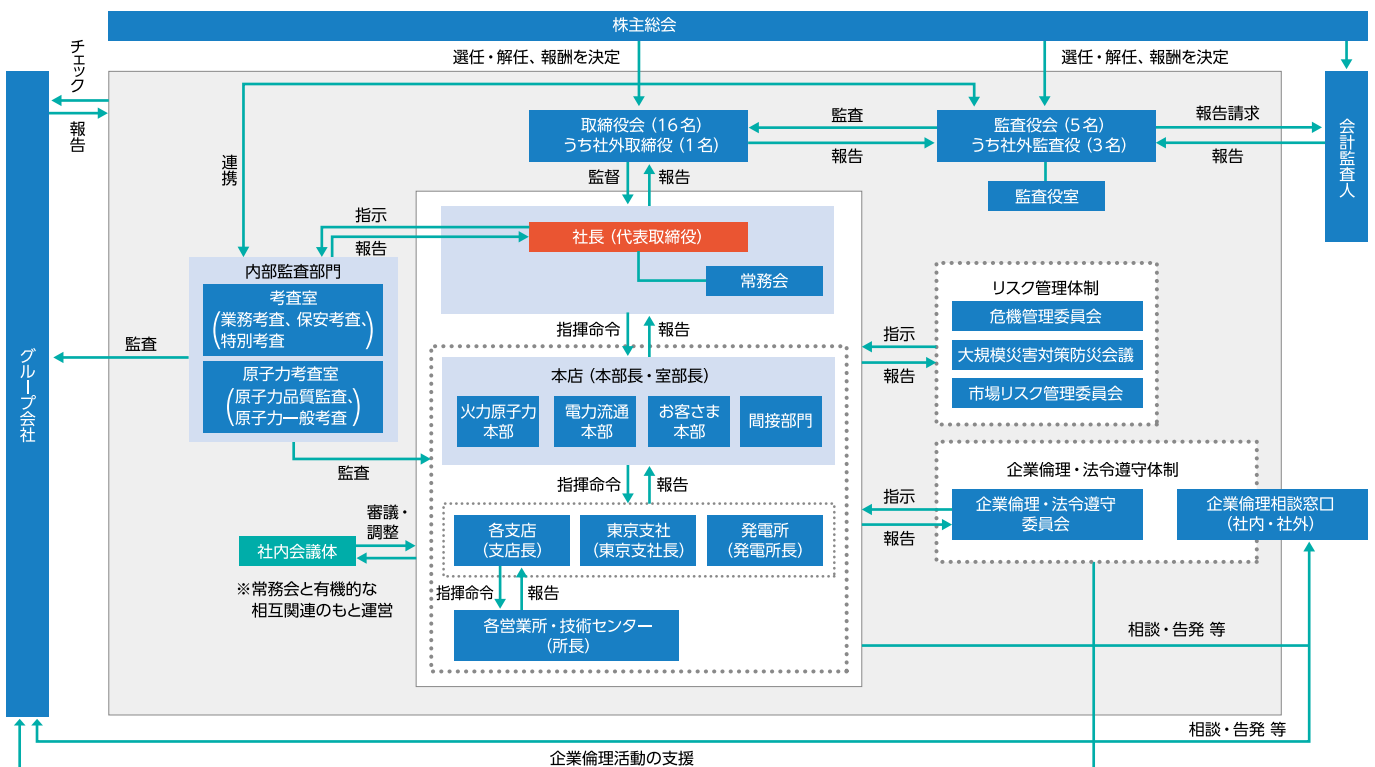 株主総会
チェック
報告
選任・解任、報酬を決定
選任・解任、報酬を決定
グループ会社
会計監査人
取締役会（16名）
うち社外取締役（1名）
監査
報告
監査役会（5名）
うち社外監査役（3名）
報告請求
報告
監査役室
連携
監督
報告
指示
報告
社長（代表取締役）
常務会
内部監査部門
考査室
（業務考査、保安考査、
特別考査）
原子力考査室
（原子力品質監査、
原子力一般考査）
監査
監査
指揮命令
報告
本店（本部長・室部長）
火力原子力
本部
電力流通
本部
お客さま
本部
間接部門
指揮命令
報告
各支店
（支店長）
東京支社
（東京支社長）
発電所
（発電所長）
指揮命令
報告
各営業所・技術センター
（所長）
審議・
調整
社内会議体
※常務会と有機的な
相互関連のもと運営
指示
報告
リスク管理体制
危機管理委員会
大規模災害対策防災会議
市場リスク管理委員会
指示
報告
企業倫理・法令遵守体制
企業倫理・法令遵守
委員会
企業倫理相談窓口
（社内・社外）
相談・告発 等
相談・告発 等
企業倫理活動の支援